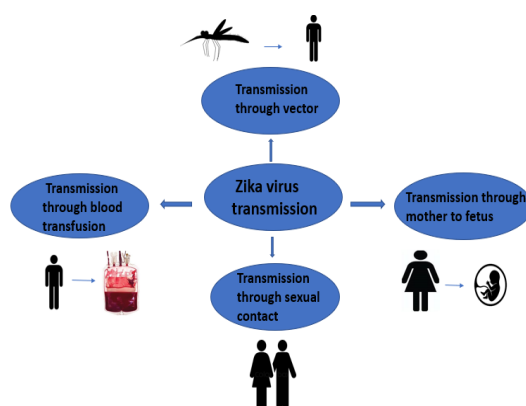 Transmission
through vector
Zika virus
transmission
Transmission
through blood
transfusion
Transmission through
mother to fetus
Transmission
through sexual
contact